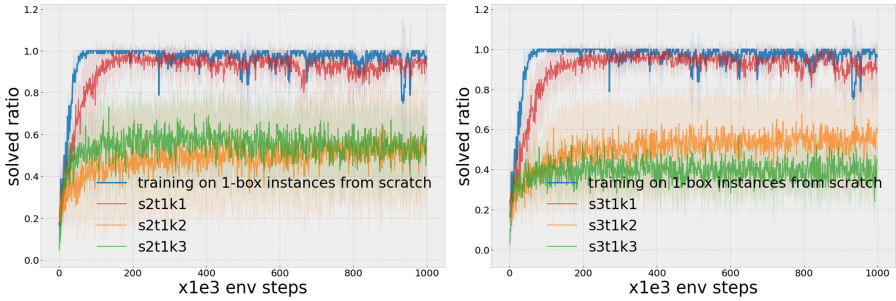 1.2
1.0
0.8
0.6
0.4
0.2
0.0
solved ratio
training on 1-box instances from scratch
s2t1k1
s2t1k2
s2t1k3
0 200 400 600 800 1000
x1e3 env steps
1.2
1.0
0.8
0.6
0.4
0.2
0.0
solved ratio
training on 1-box instances from scratch
s3t1k1
s3t1k2
s3t1k3
0 200 400 600 800 1000
x1e3 env steps